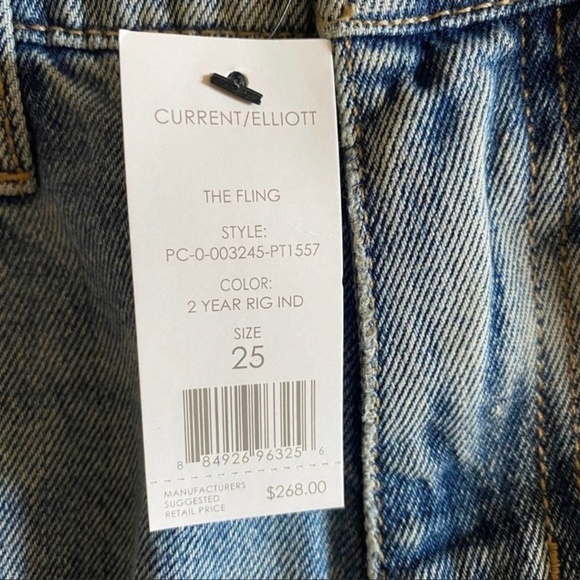 CURRENT/ELLIOTT
THE FLING
STYLE:
PC-0-003245-PT1557
COLOR:
2 YEAR RIG IND
SIZE
25
8 84926 96325 6
MANUFACTURERS
SUGGESTED
RETAIL PRICE
$268.00